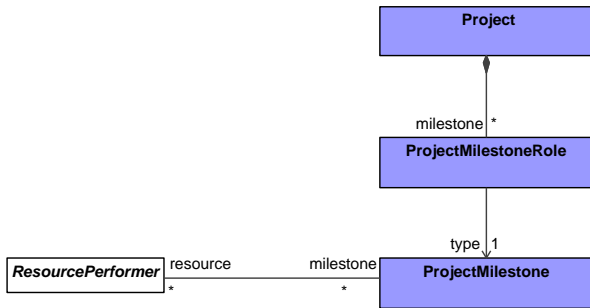 Project
milestone *
ProjectMilestoneRole
type 1
ResourcePerformer resource milestone ProjectMilestone
* *